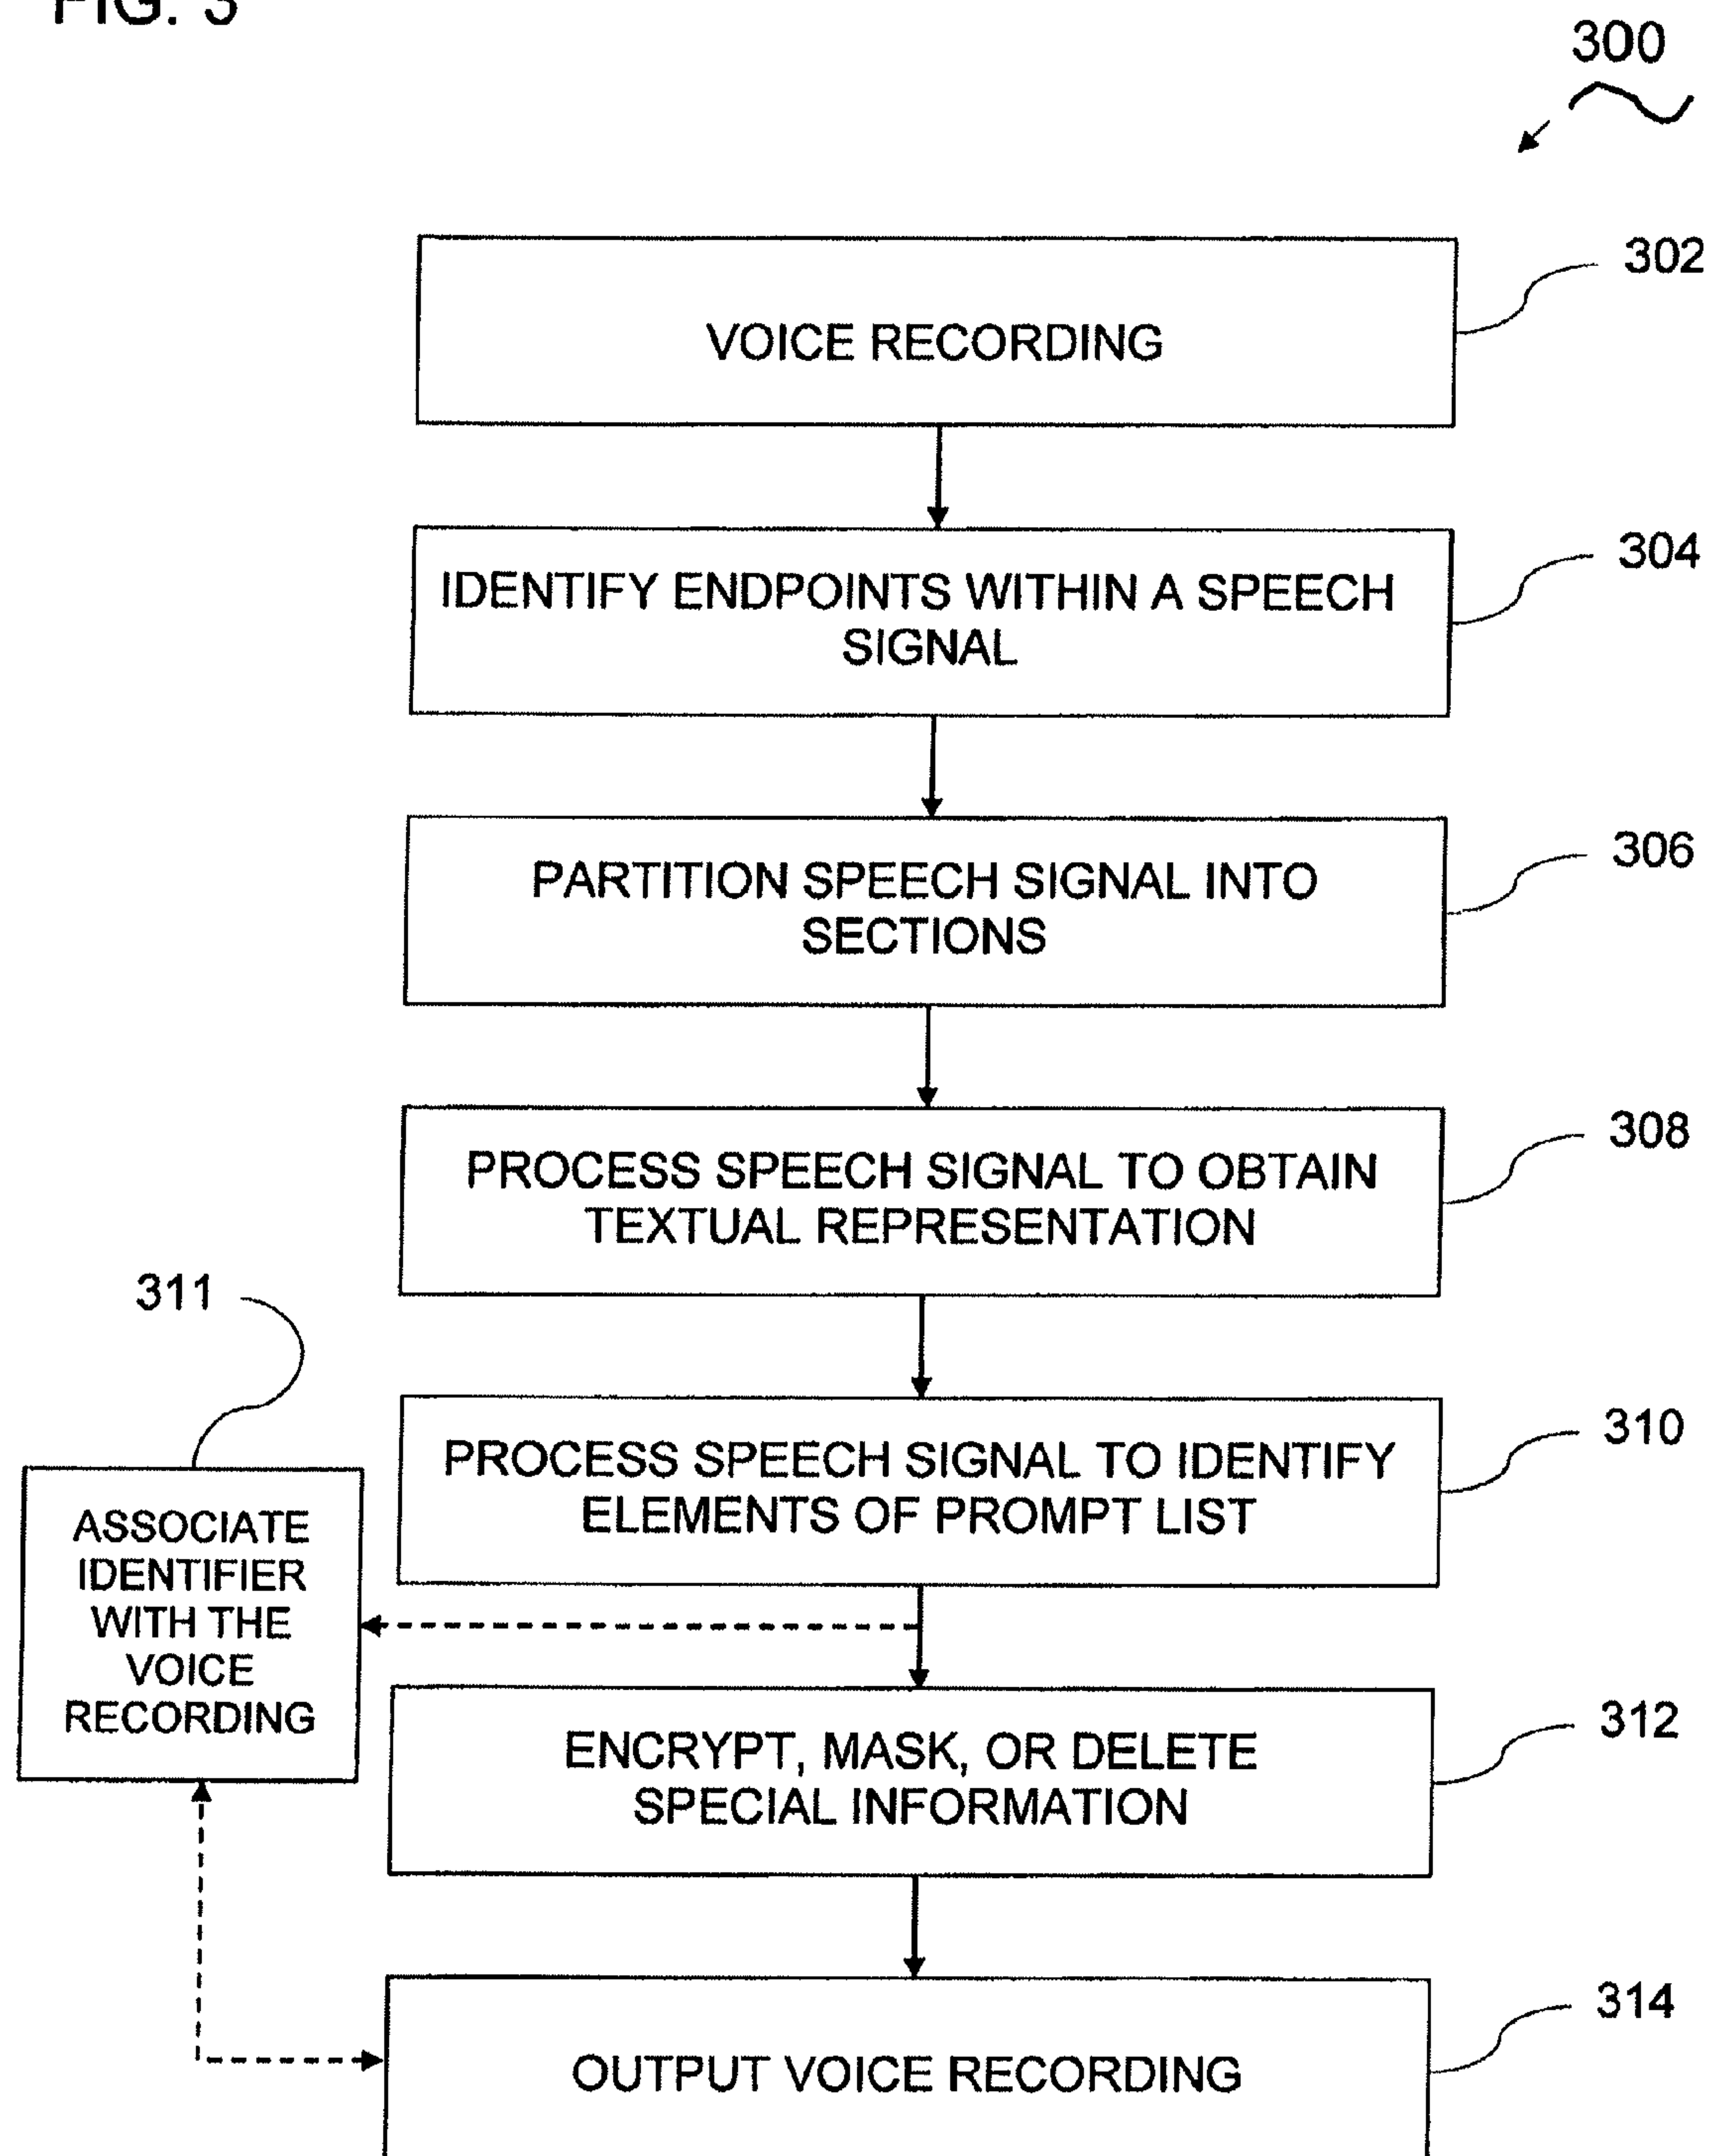 FIG. 3
300
302
VOICE RECORDING
304
IDENTIFY ENDPOINTS WITHIN A SPEECH
SIGNAL
306
PARTITION SPEECH SIGNAL INTO
SECTIONS
308
PROCESS SPEECH SIGNAL TO OBTAIN
TEXTUAL REPRESENTATION
311
310
PROCESS SPEECH SIGNAL TO IDENTIFY
ELEMENTS OF PROMPT LIST
ASSOCIATE
IDENTIFIER
WITH THE
VOICE
RECORDING
312
ENCRYPT, MASK, OR DELETE
SPECIAL INFORMATION
314
OUTPUT VOICE RECORDING